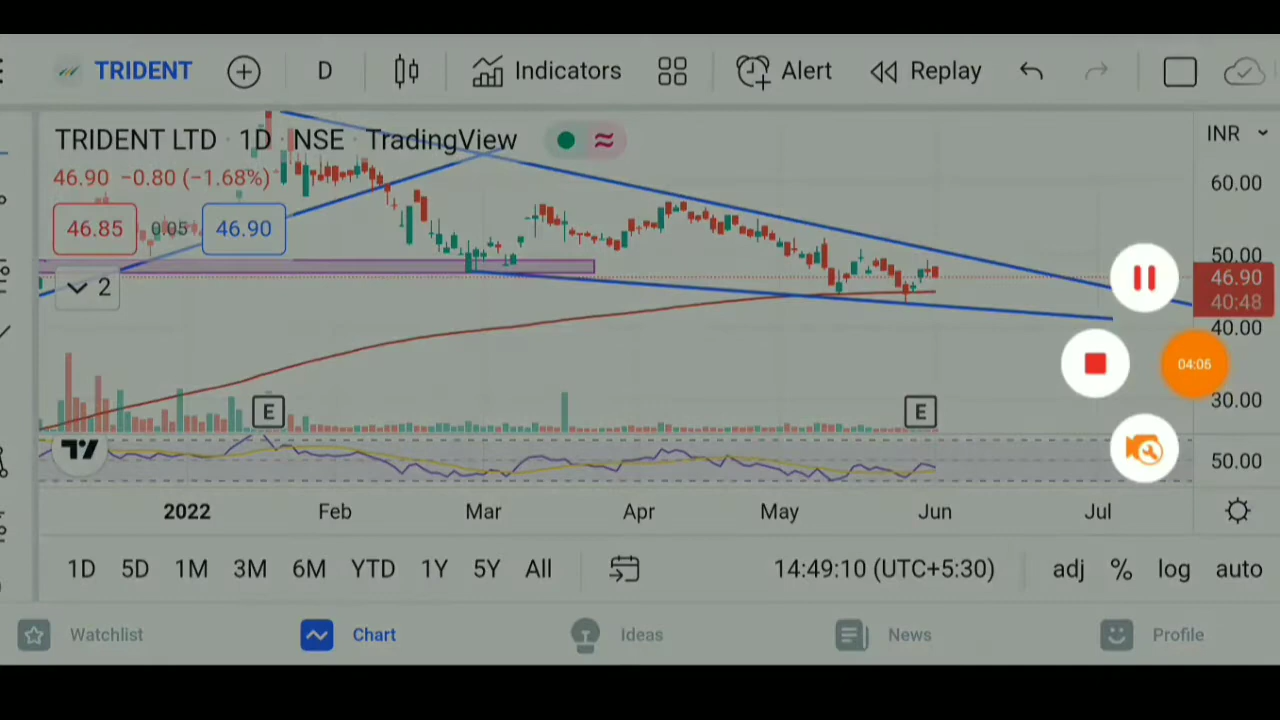 TRIDENT D Indicators Alert Replay
TRIDENT LTD · 1D · NSE TradingView INR
46.90 −0.80 (−1.68%)
60.00
46.85 0.05 46.90
50.00
46.90
2
40:48
40.00
04:06
30.00
E E
50.00
2022 Feb Mar Apr May Jun Jul
1D 5D 1M 3M 6M YTD 1Y 5Y All 14:49:10 (UTC+5:30) adj % log auto
Watchlist Chart Ideas News Profile